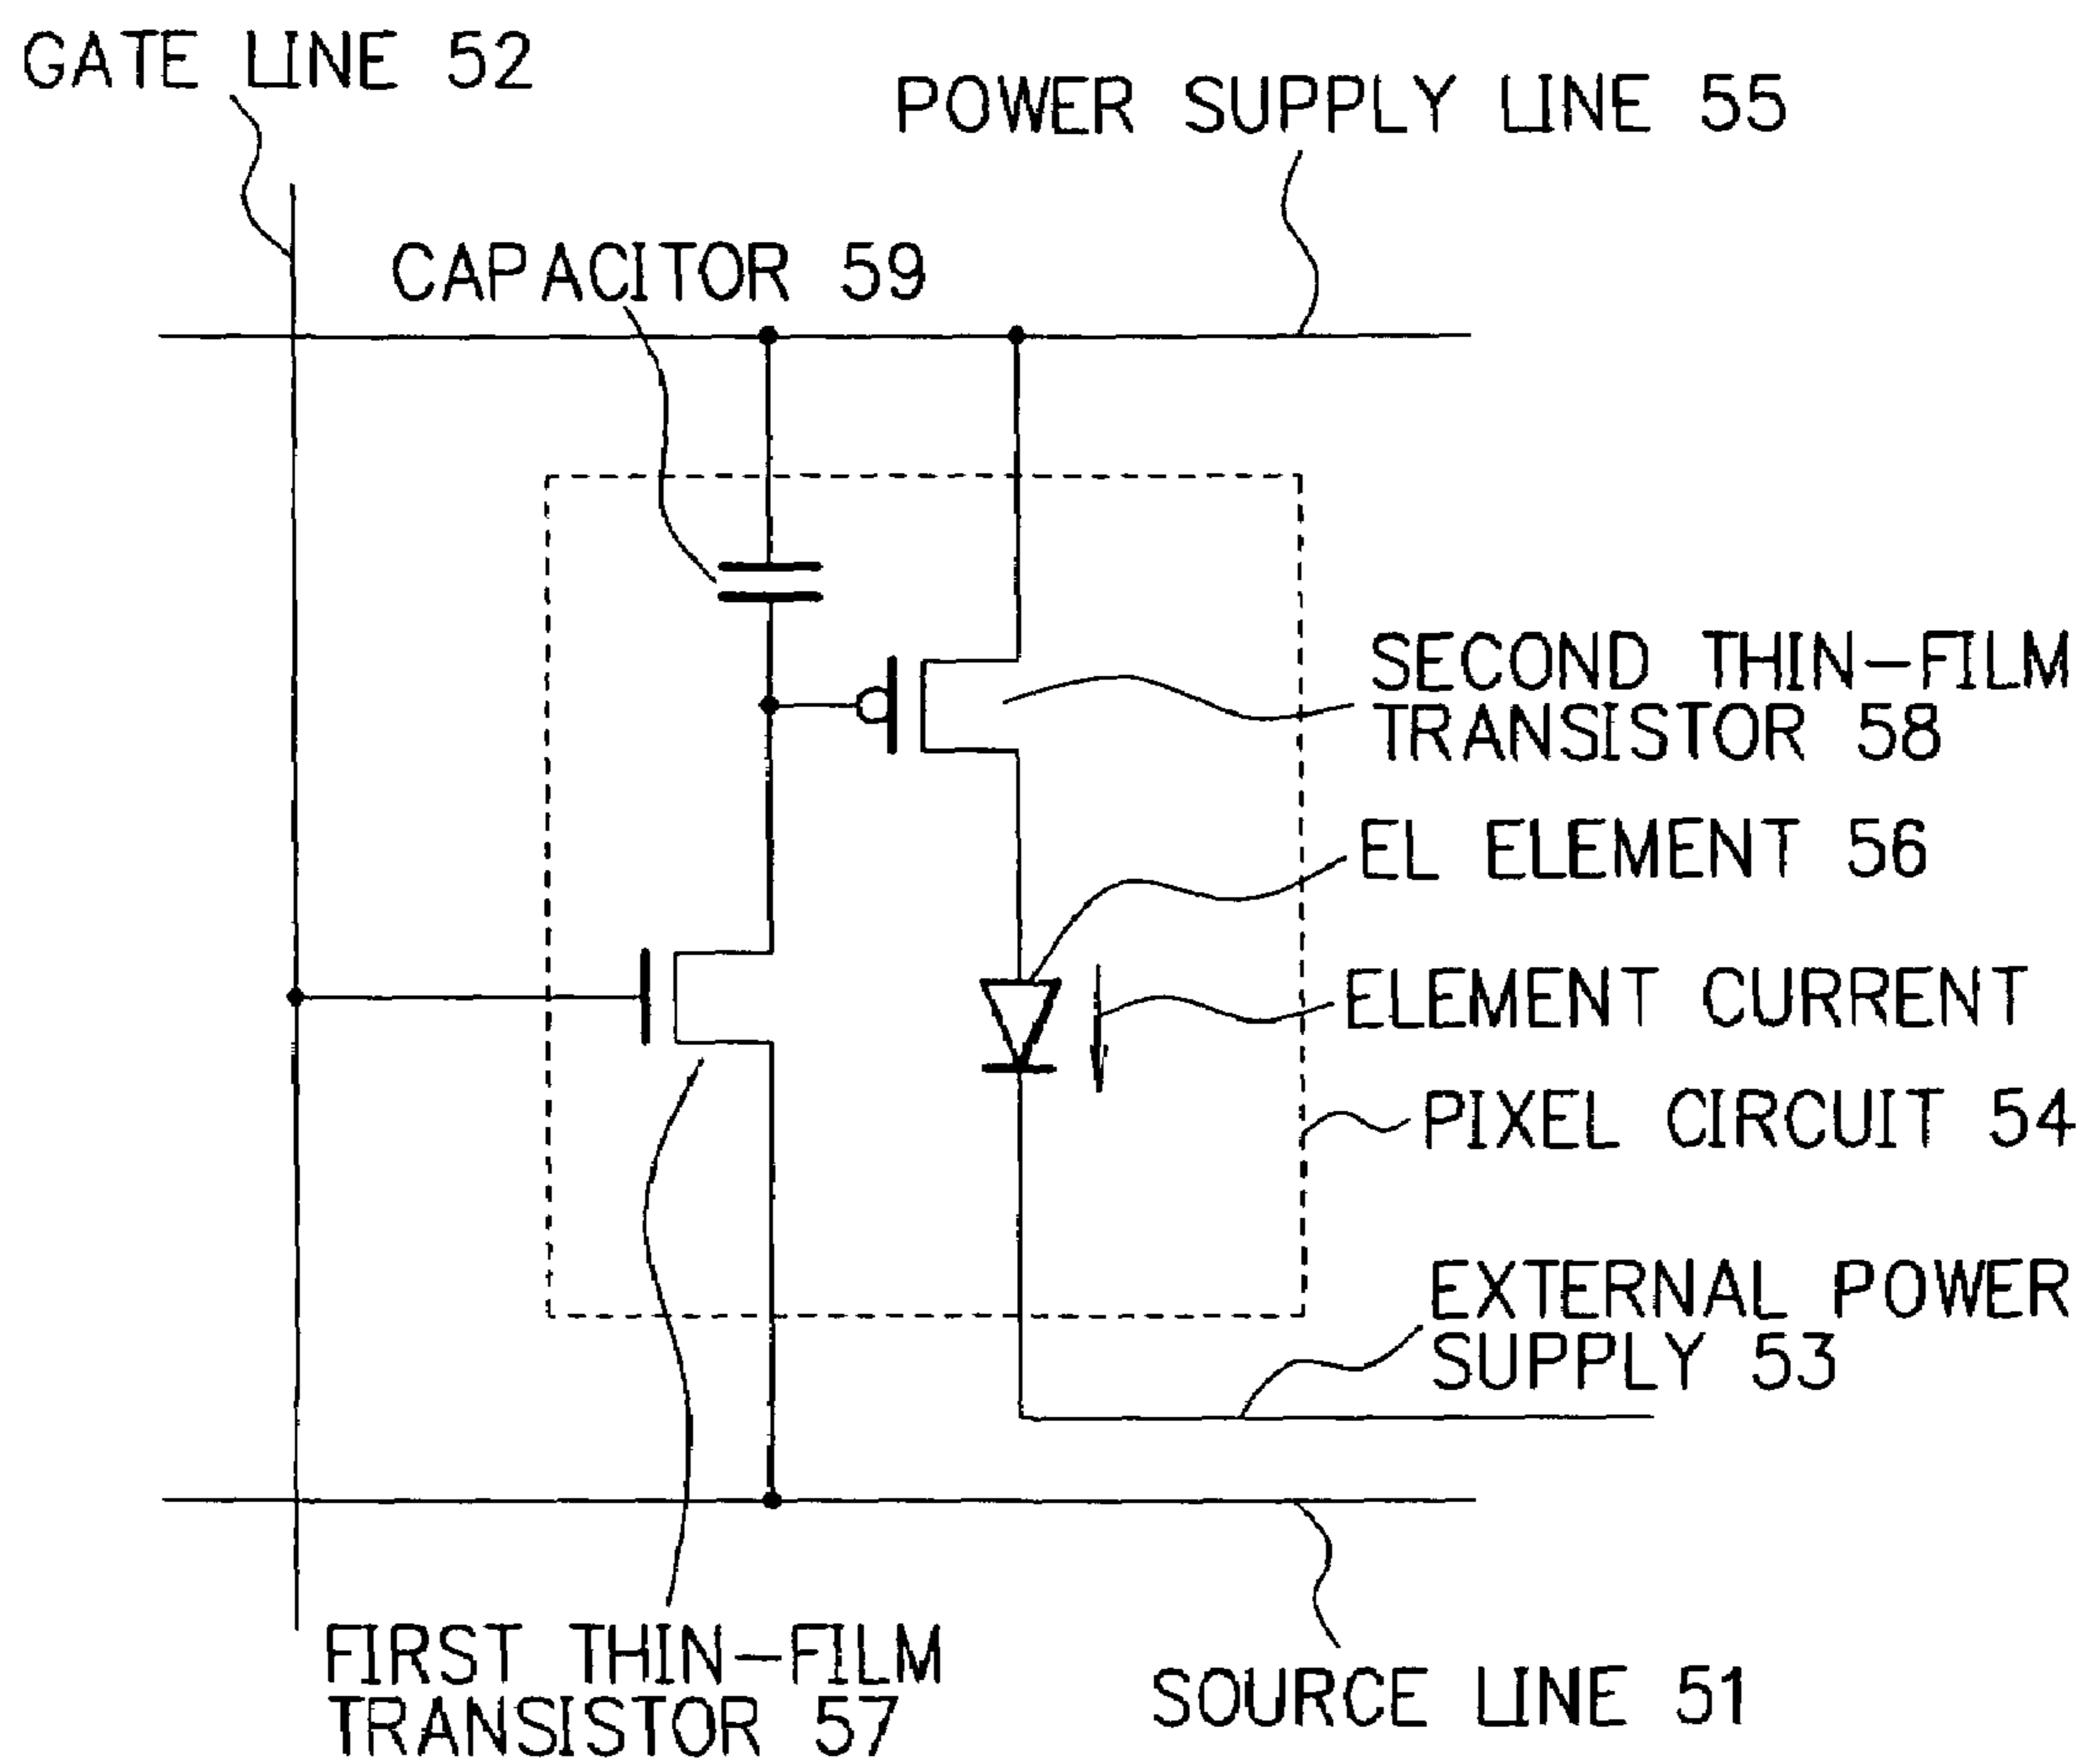 GATE LINE 52
POWER SUPPLY LINE 55
CAPACITOR 59
SECOND THIN-FILM
TRANSISTOR 58
EL ELEMENT 56
ELEMENT CURRENT
PIXEL CIRCUIT 54
EXTERNAL POWER
SUPPLY 53
FIRST THIN-FILM
TRANSISTOR 57
SOURCE LINE 51